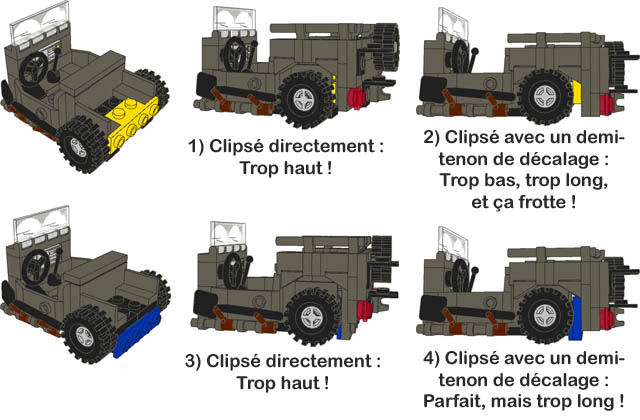 1) Clipsé directement :
Trop haut !
2) Clipsé avec un demi-
tenon de décalage :
Trop bas, trop long,
et ça frotte !
3) Clipsé directement :
Trop haut !
4) Clipsé avec un demi-
tenon de décalage :
Parfait, mais trop long !